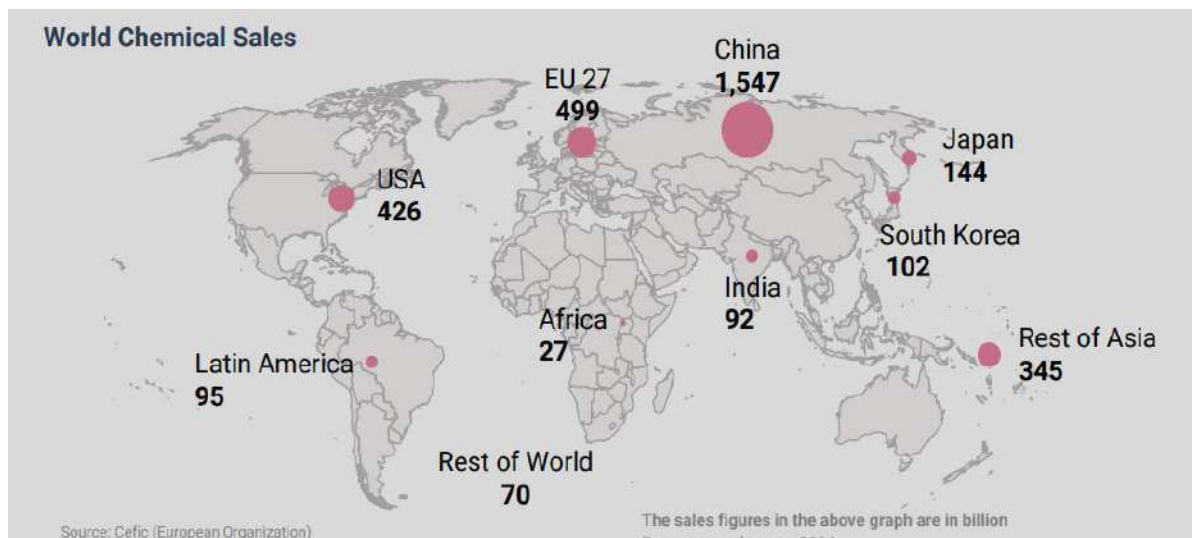 World Chemical Sales
China
1,547
EU 27
499
Japan
144
USA
426
South Korea
102
India
92
Africa
27
Rest of Asia
345
Latin America
95
Rest of World
70
The sales figures in the above graph are in billion
Source: Cefic (European Organization)